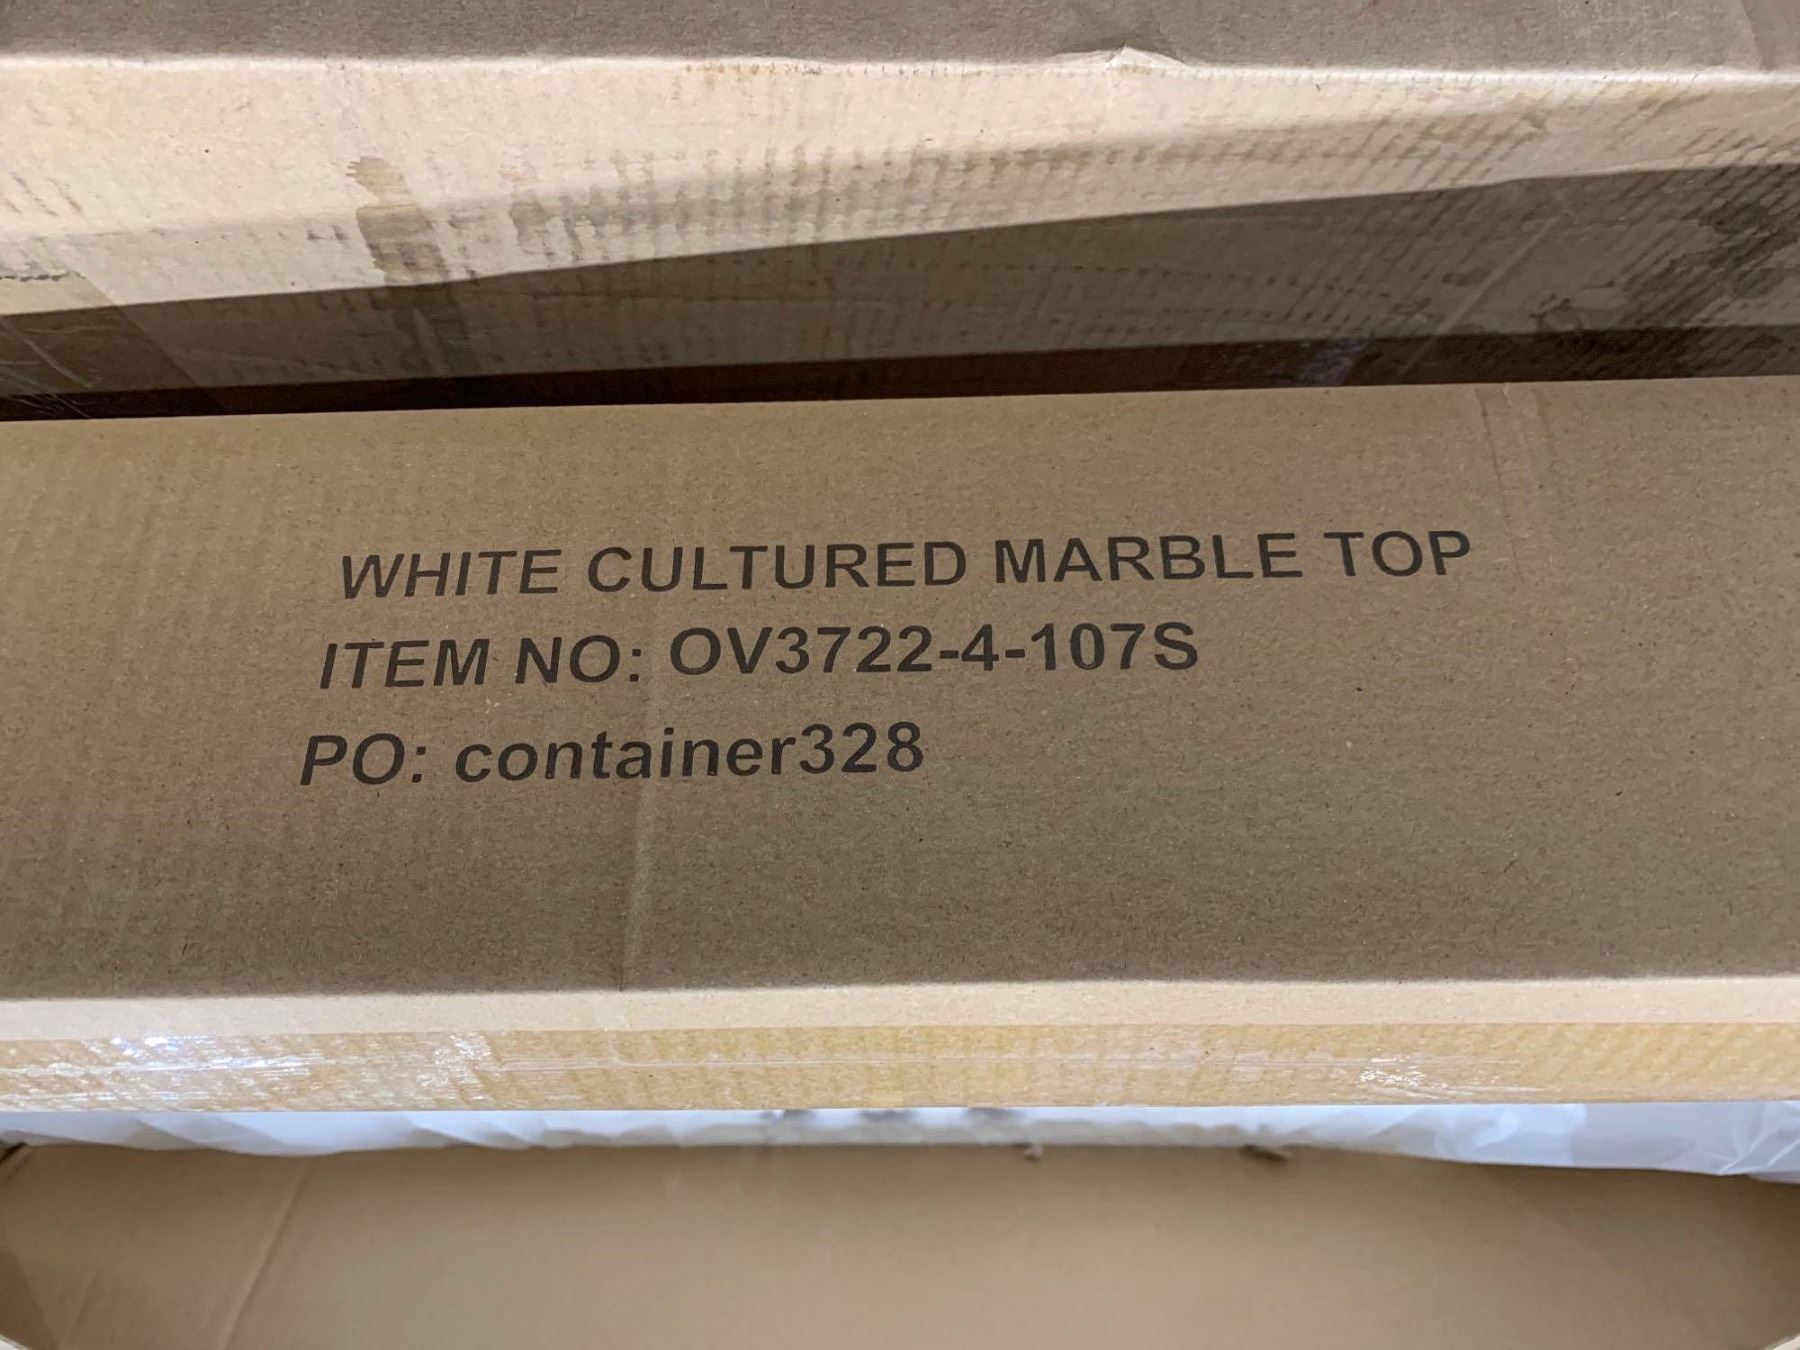 WHITE CULTURED MARBLE TOP
ITEM NO: OV3722-4-107S
PO: container328